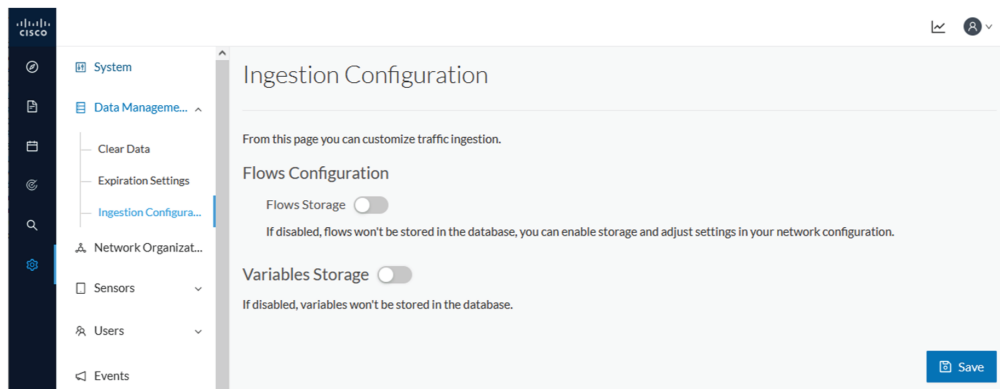 CISCO
System
Data Manageme...
Clear Data
Expiration Settings
Ingestion Configura...
Network Organizat...
Sensors
Users
Events
Ingestion Configuration
From this page you can customize traffic ingestion.
Flows Configuration
Flows Storage
If disabled, flows won't be stored in the database, you can enable storage and adjust settings in your network configuration.
Variables Storage
If disabled, variables won't be stored in the database.
Save